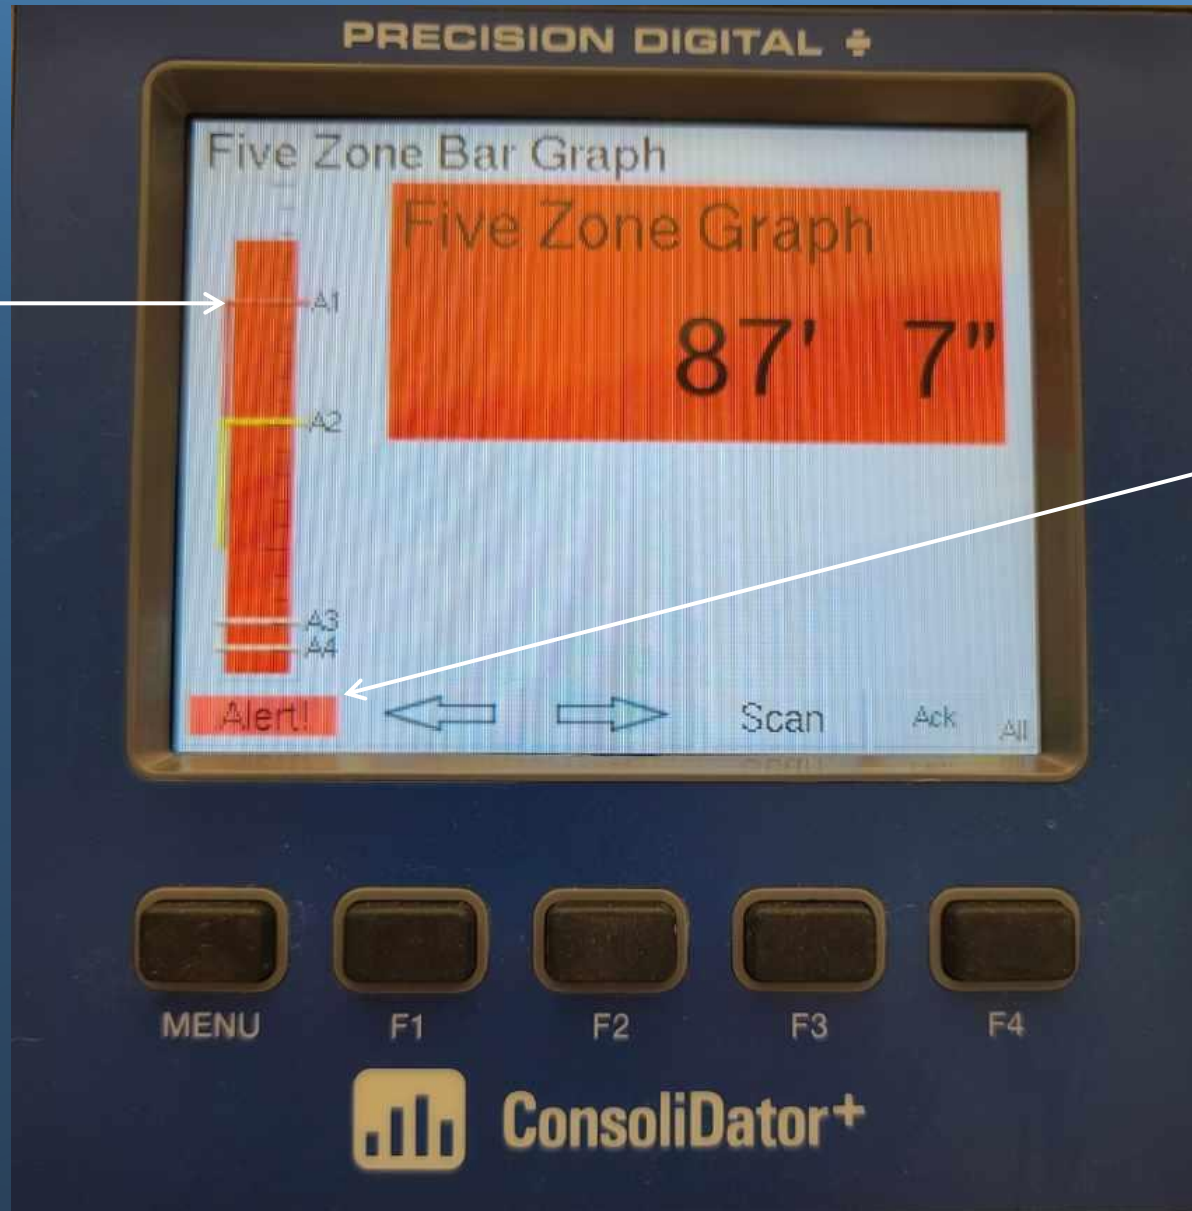 PRECISION DIGITAL
Five Zone Bar Graph
Five Zone Graph
87' 7"
A1
A2
A3
A4
Alert!
Scan
Ack
All
MENU
F1
F2
F3
F4
ConsoliDator+